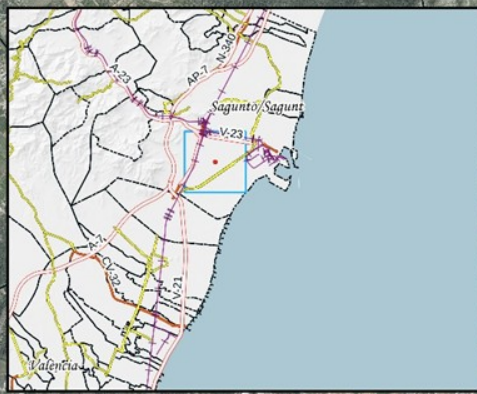 N-340
A-23
AP-7
Sagunto/Sagunt
V-23
A-7
CV-32
V-21
Valencia